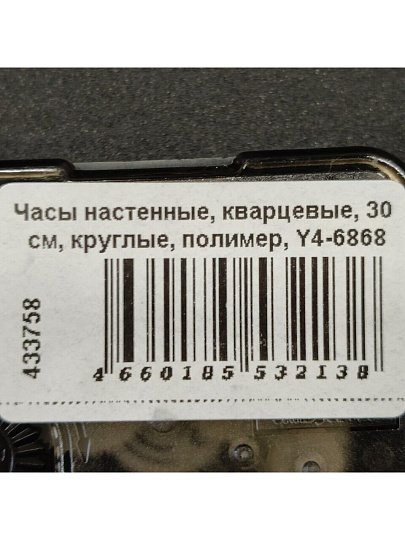 Часы настенные, кварцевые, 30
см, круглые, полимер, Y4-6868
433758
4 660185 532138